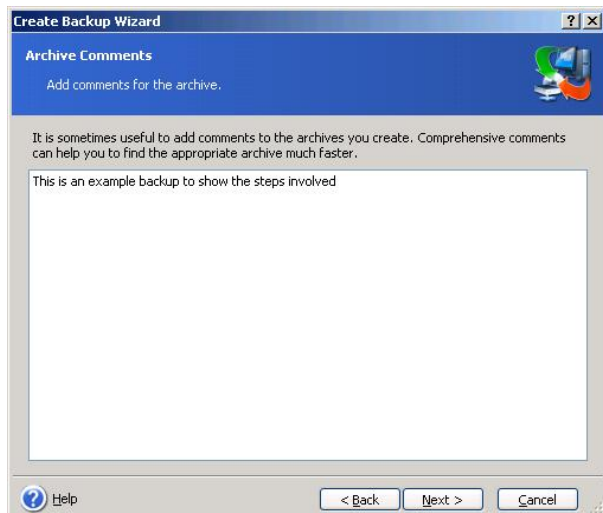 Create Backup Wizard
Archive Comments
Add comments for the archive.
It is sometimes useful to add comments to the archives you create. Comprehensive comments
can help you to find the appropriate archive much faster.
This is an example backup to show the steps involved
Help
< Back
Next >
Cancel